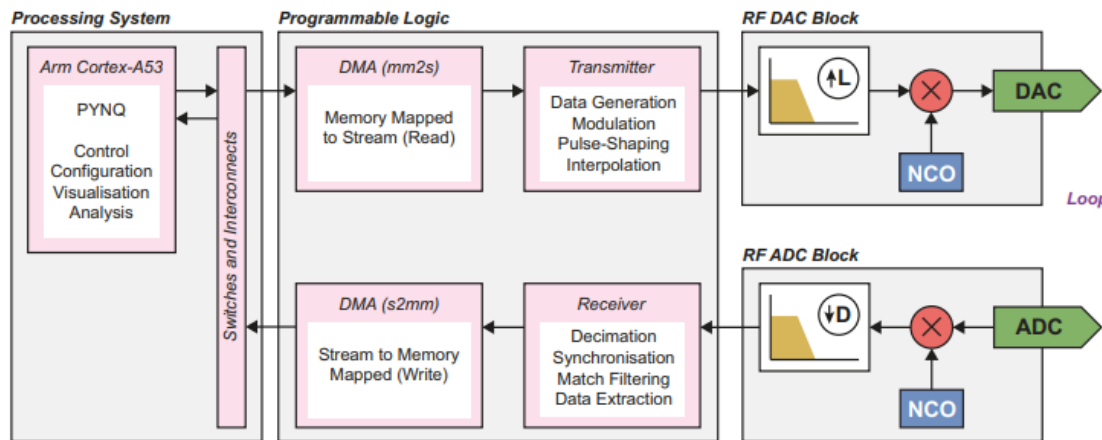 Processing System
Programmable Logic
RF DAC Block
Arm Cortex-A53
PYNQ
Control
Configuration
Visualisation
Analysis
Switches and Interconnects
DMA (mm2s)
Memory Mapped
to Stream (Read)
Transmitter
Data Generation
Modulation
Pulse-Shaping
Interpolation
↑L
DAC
NCO
Loop
RF ADC Block
DMA (s2mm)
Stream to Memory
Mapped (Write)
Receiver
Decimation
Synchronisation
Match Filtering
Data Extraction
↓D
ADC
NCO